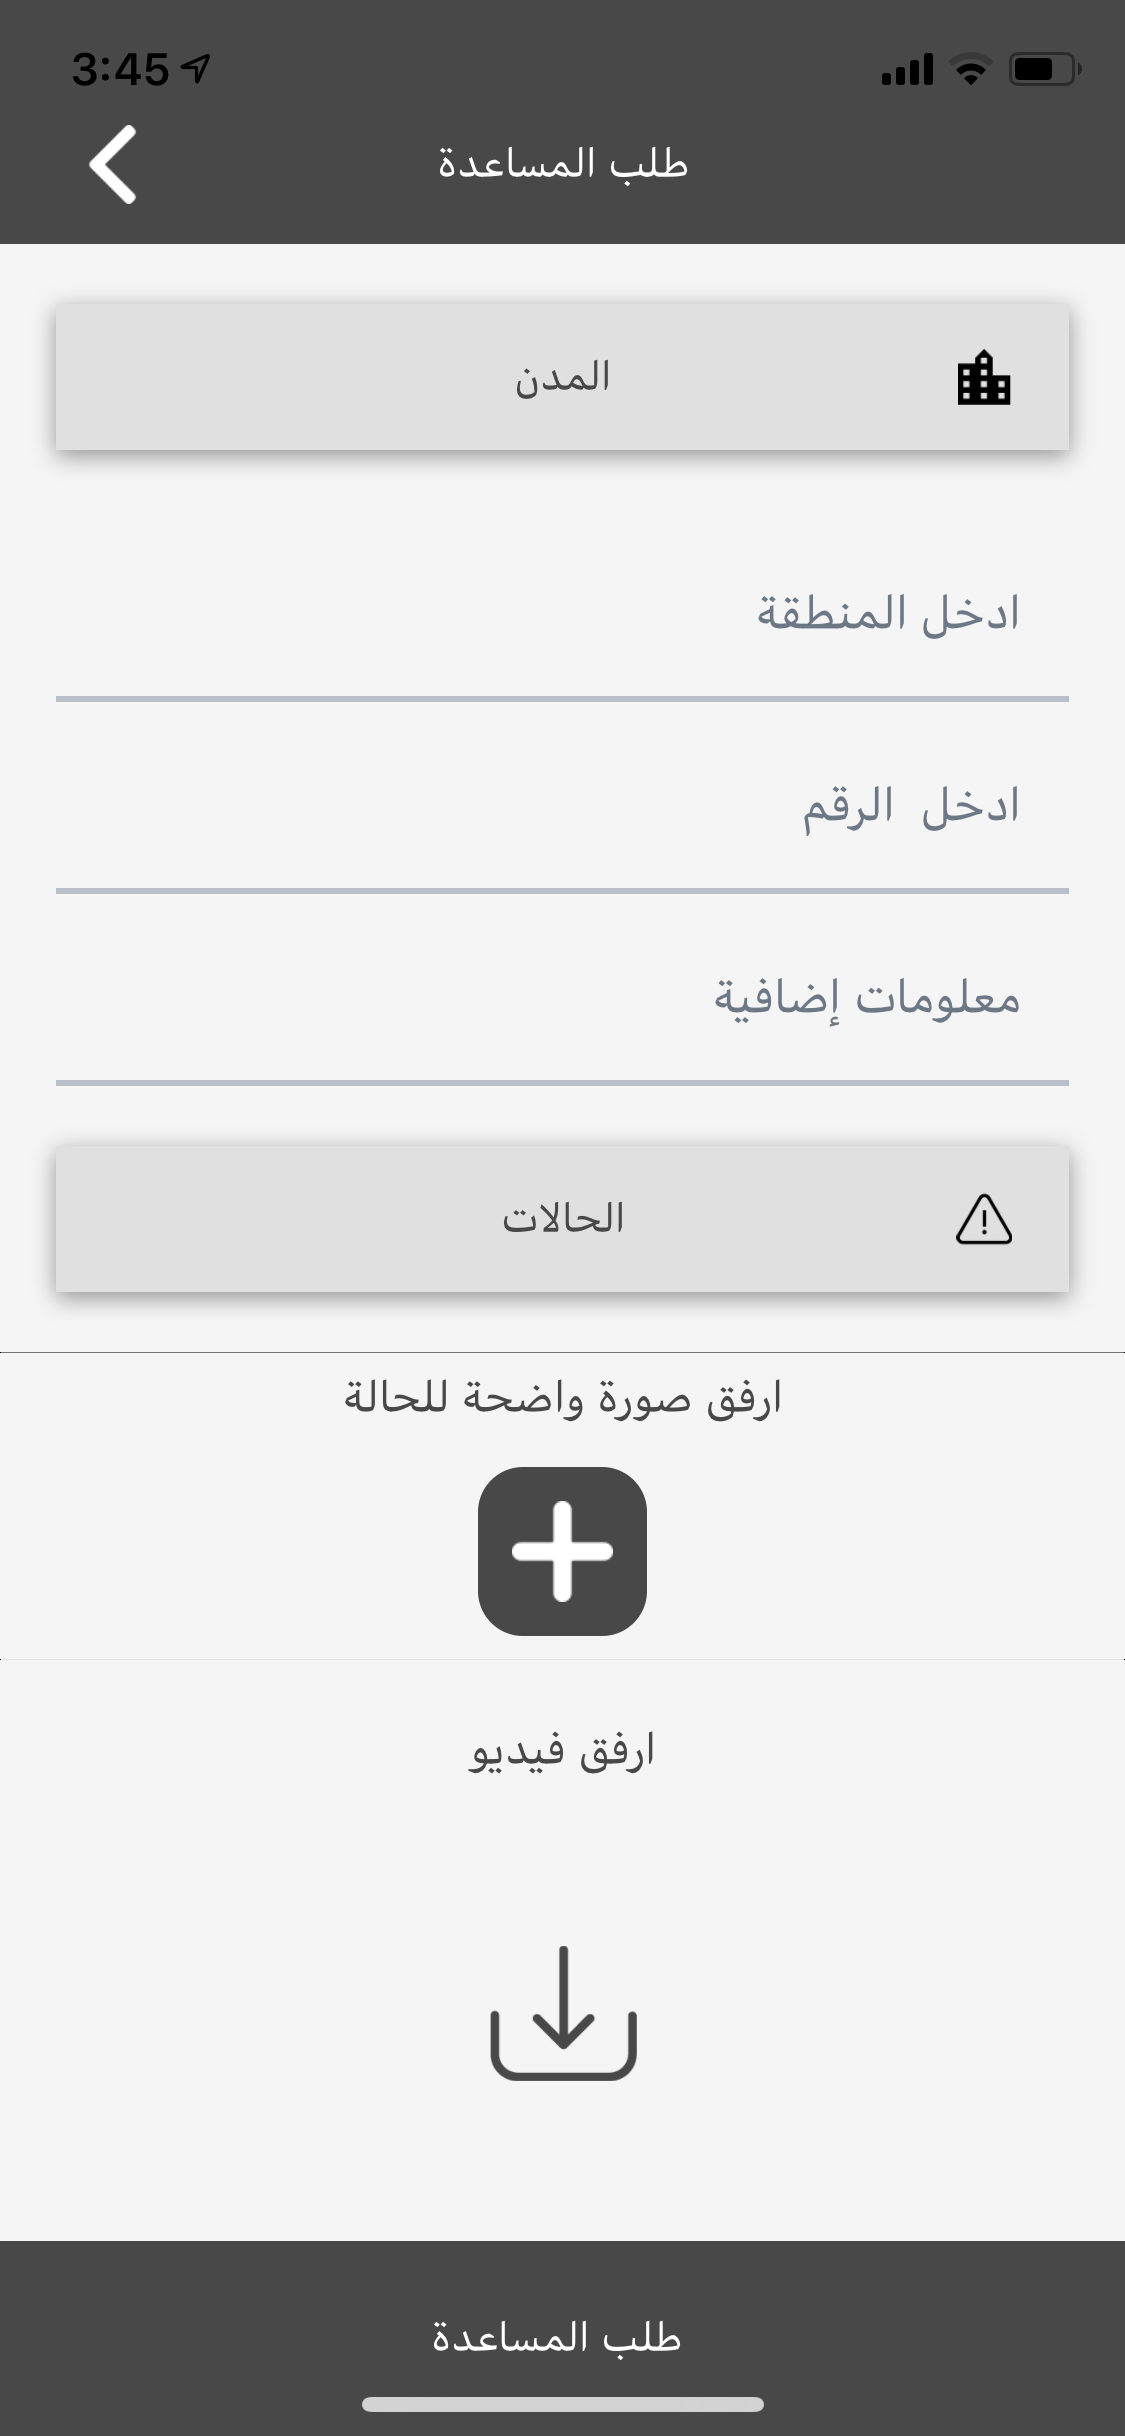 3:45
طلب المساعدة
المدن
ادخل المنطقة
ادخل  الرقم
معلومات إضافية
الحالات
ارفق صورة واضحة للحالة
ارفق فيديو
طلب المساعدة